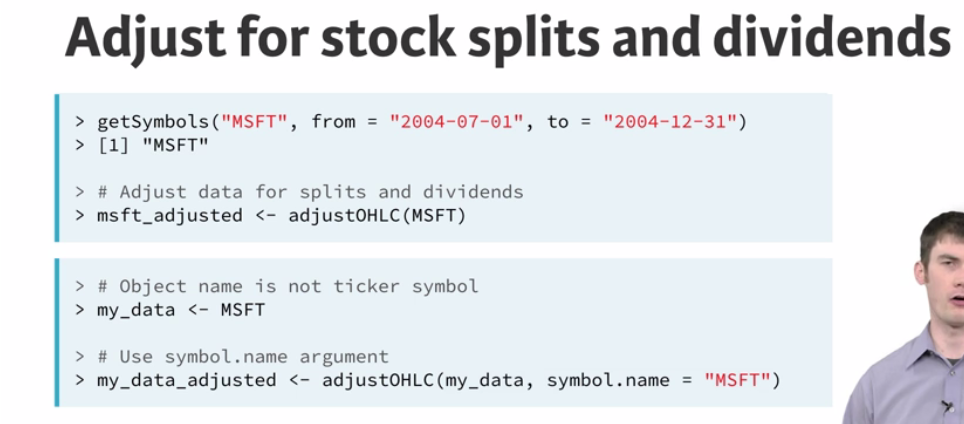 Adjust for stock splits and dividends
> getSymbols("MSFT", from = "2004-07-01", to = "2004-12-31")
> [1] "MSFT"
> # Adjust data for splits and dividends
> msft_adjusted <- adjustOHLC(MSFT)
> # Object name is not ticker symbol
> my_data <- MSFT
> # Use symbol.name argument
> my_data_adjusted <- adjustOHLC(my_data, symbol.name = "MSFT")